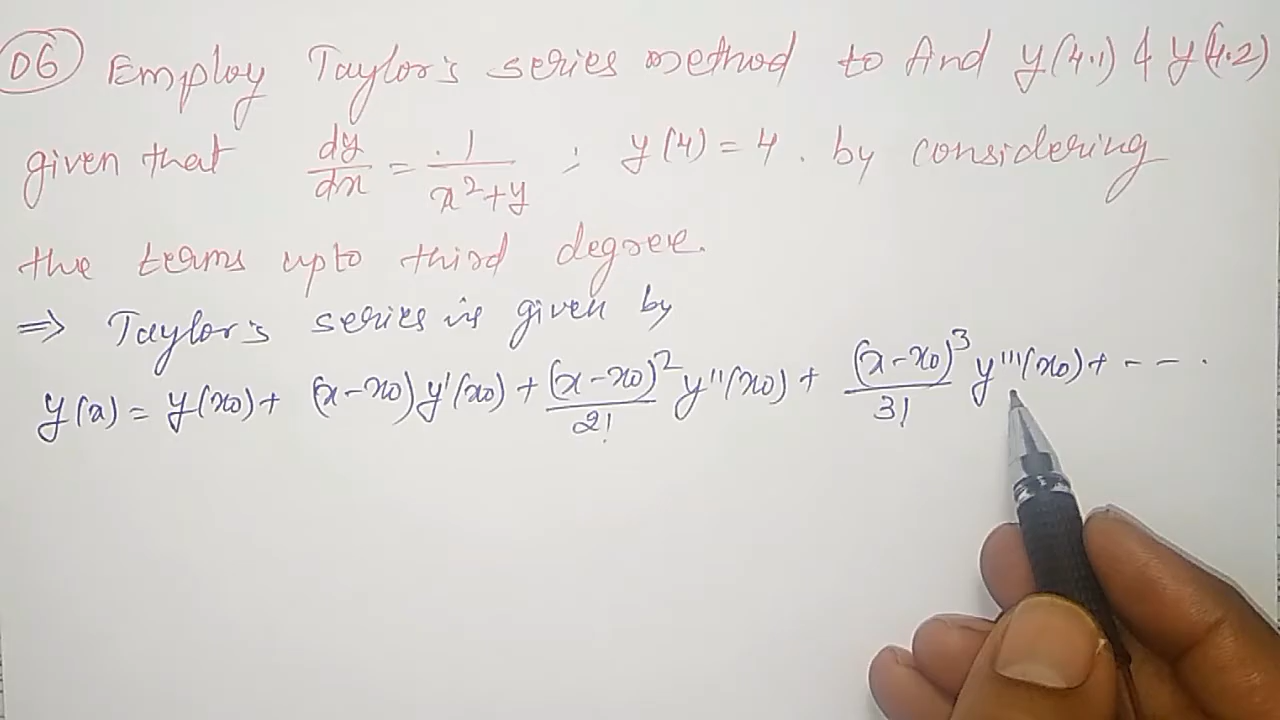 06 Employ Taylor's series method to find y(4.1) & y(4.2)
given that dy/dx = 1/(x²+y) ; y(4) = 4. by considering
the terms upto third degree.
⇒ Taylor's series is given by
y(x) = y(x0) + (x-x0) y'(x0) + (x-x0)²/2! y''(x0) + (x-x0)³/3! y'''(x0) + - - - .